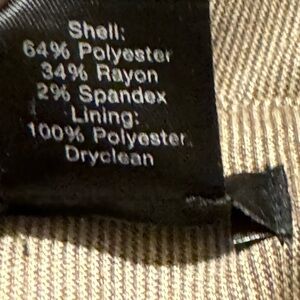 Shell:
64% Polyester
34% Rayon
2% Spandex
Lining:
100% Polyester
Dryclean